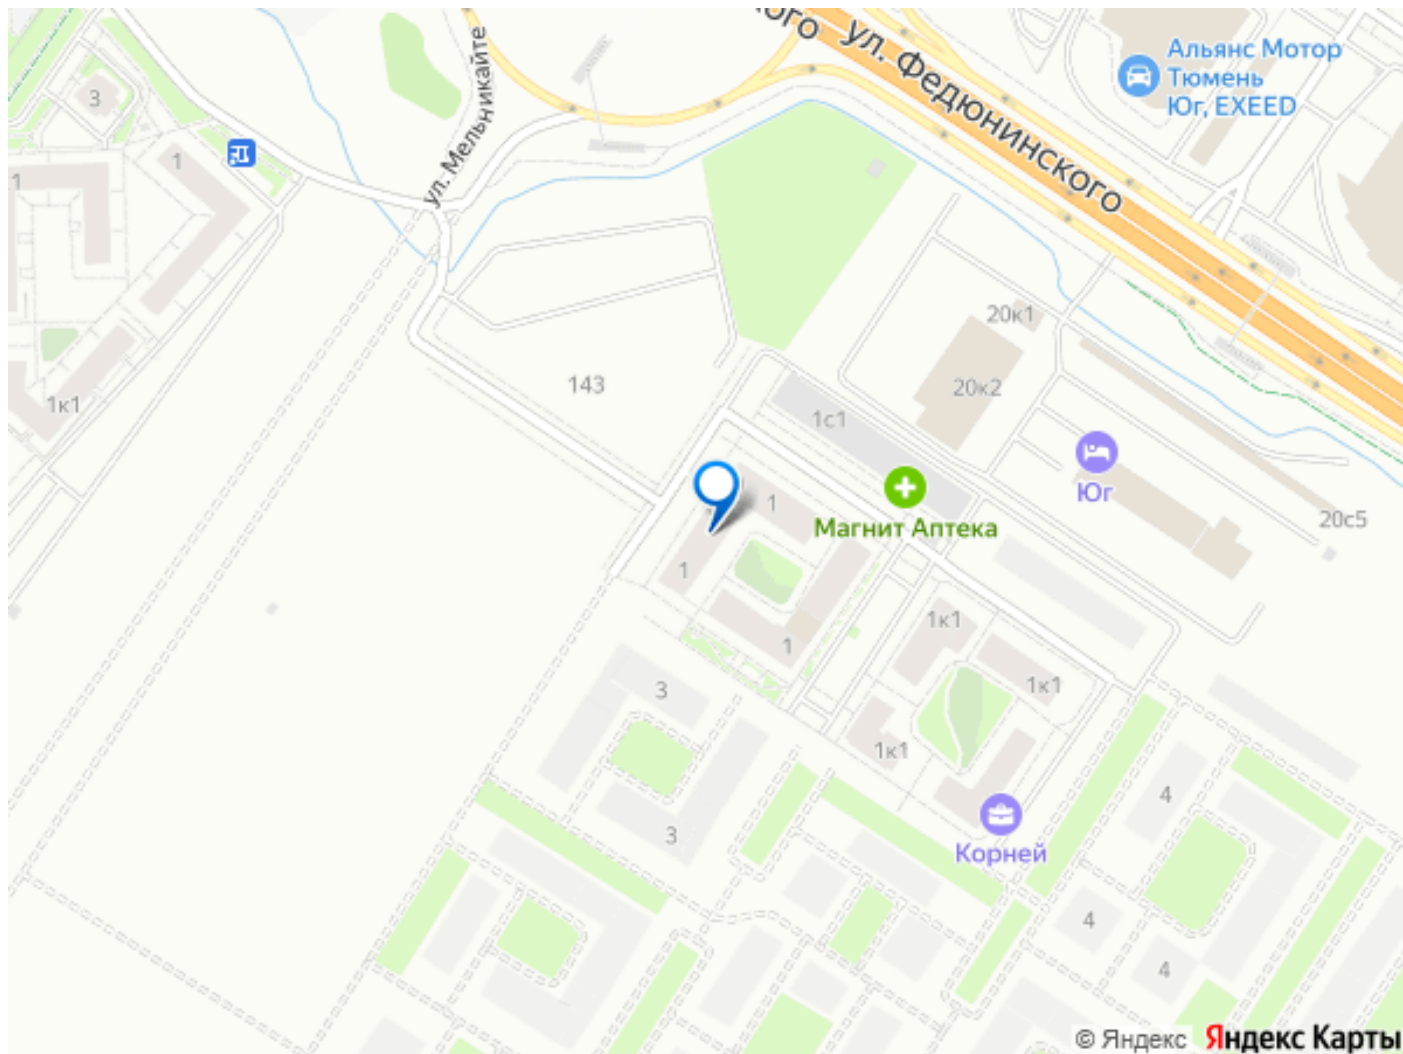 ого
ул. Федюнинского
Альянс Мотор
Тюмень
Юг, EXEED
ул. Мельникайте
3
1
1
1к1
143
20к1
20к2
1с1
Юг
20с5
Магнит Аптека
1
1
1
1к1
1к1
1к1
3
3
Корней
4
4
4
© Яндекс Яндекс Карты